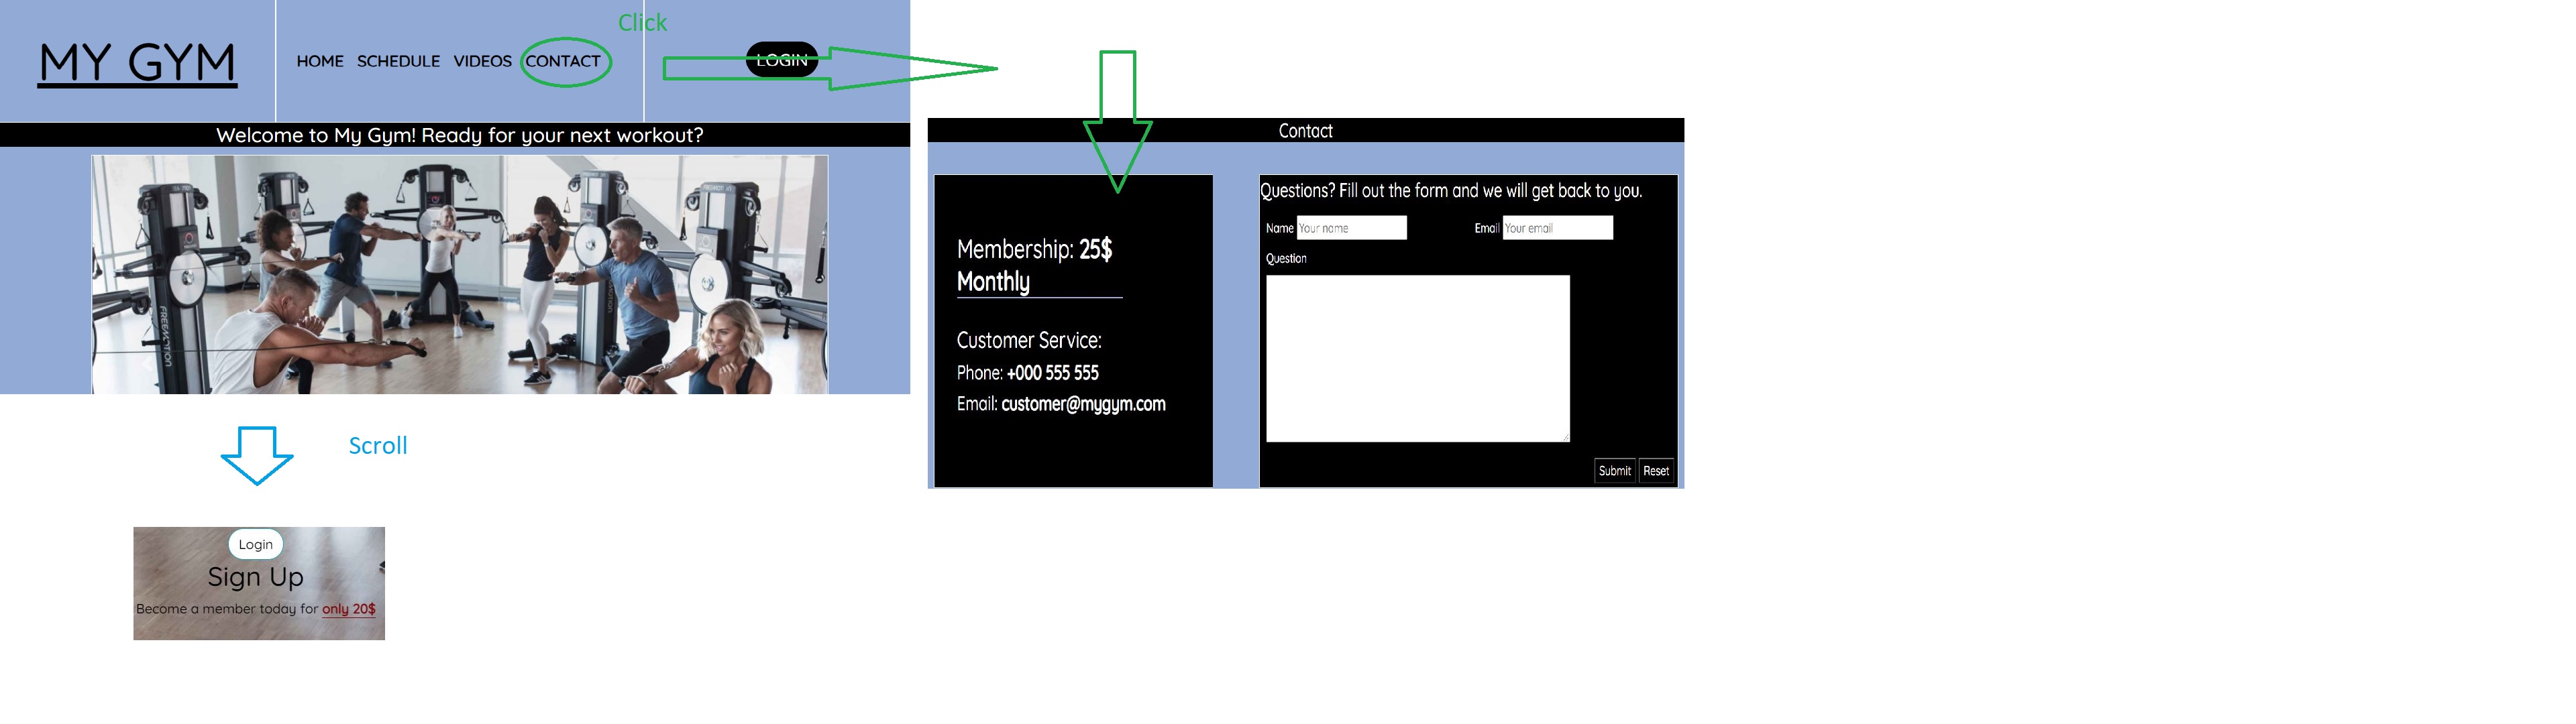 Click
MY GYM
HOME SCHEDULE VIDEOS CONTACT
LOGIN
Welcome to My Gym! Ready for your next workout?
FREEMOTION
Scroll
Login
Sign Up
Become a member today for only 20$
Contact
Membership: 25$
Monthly
Customer Service:
Phone: +000 555 555
Email: customer@mygym.com
Questions? Fill out the form and we will get back to you.
Name Your name Email Your email
Question
Submit Reset